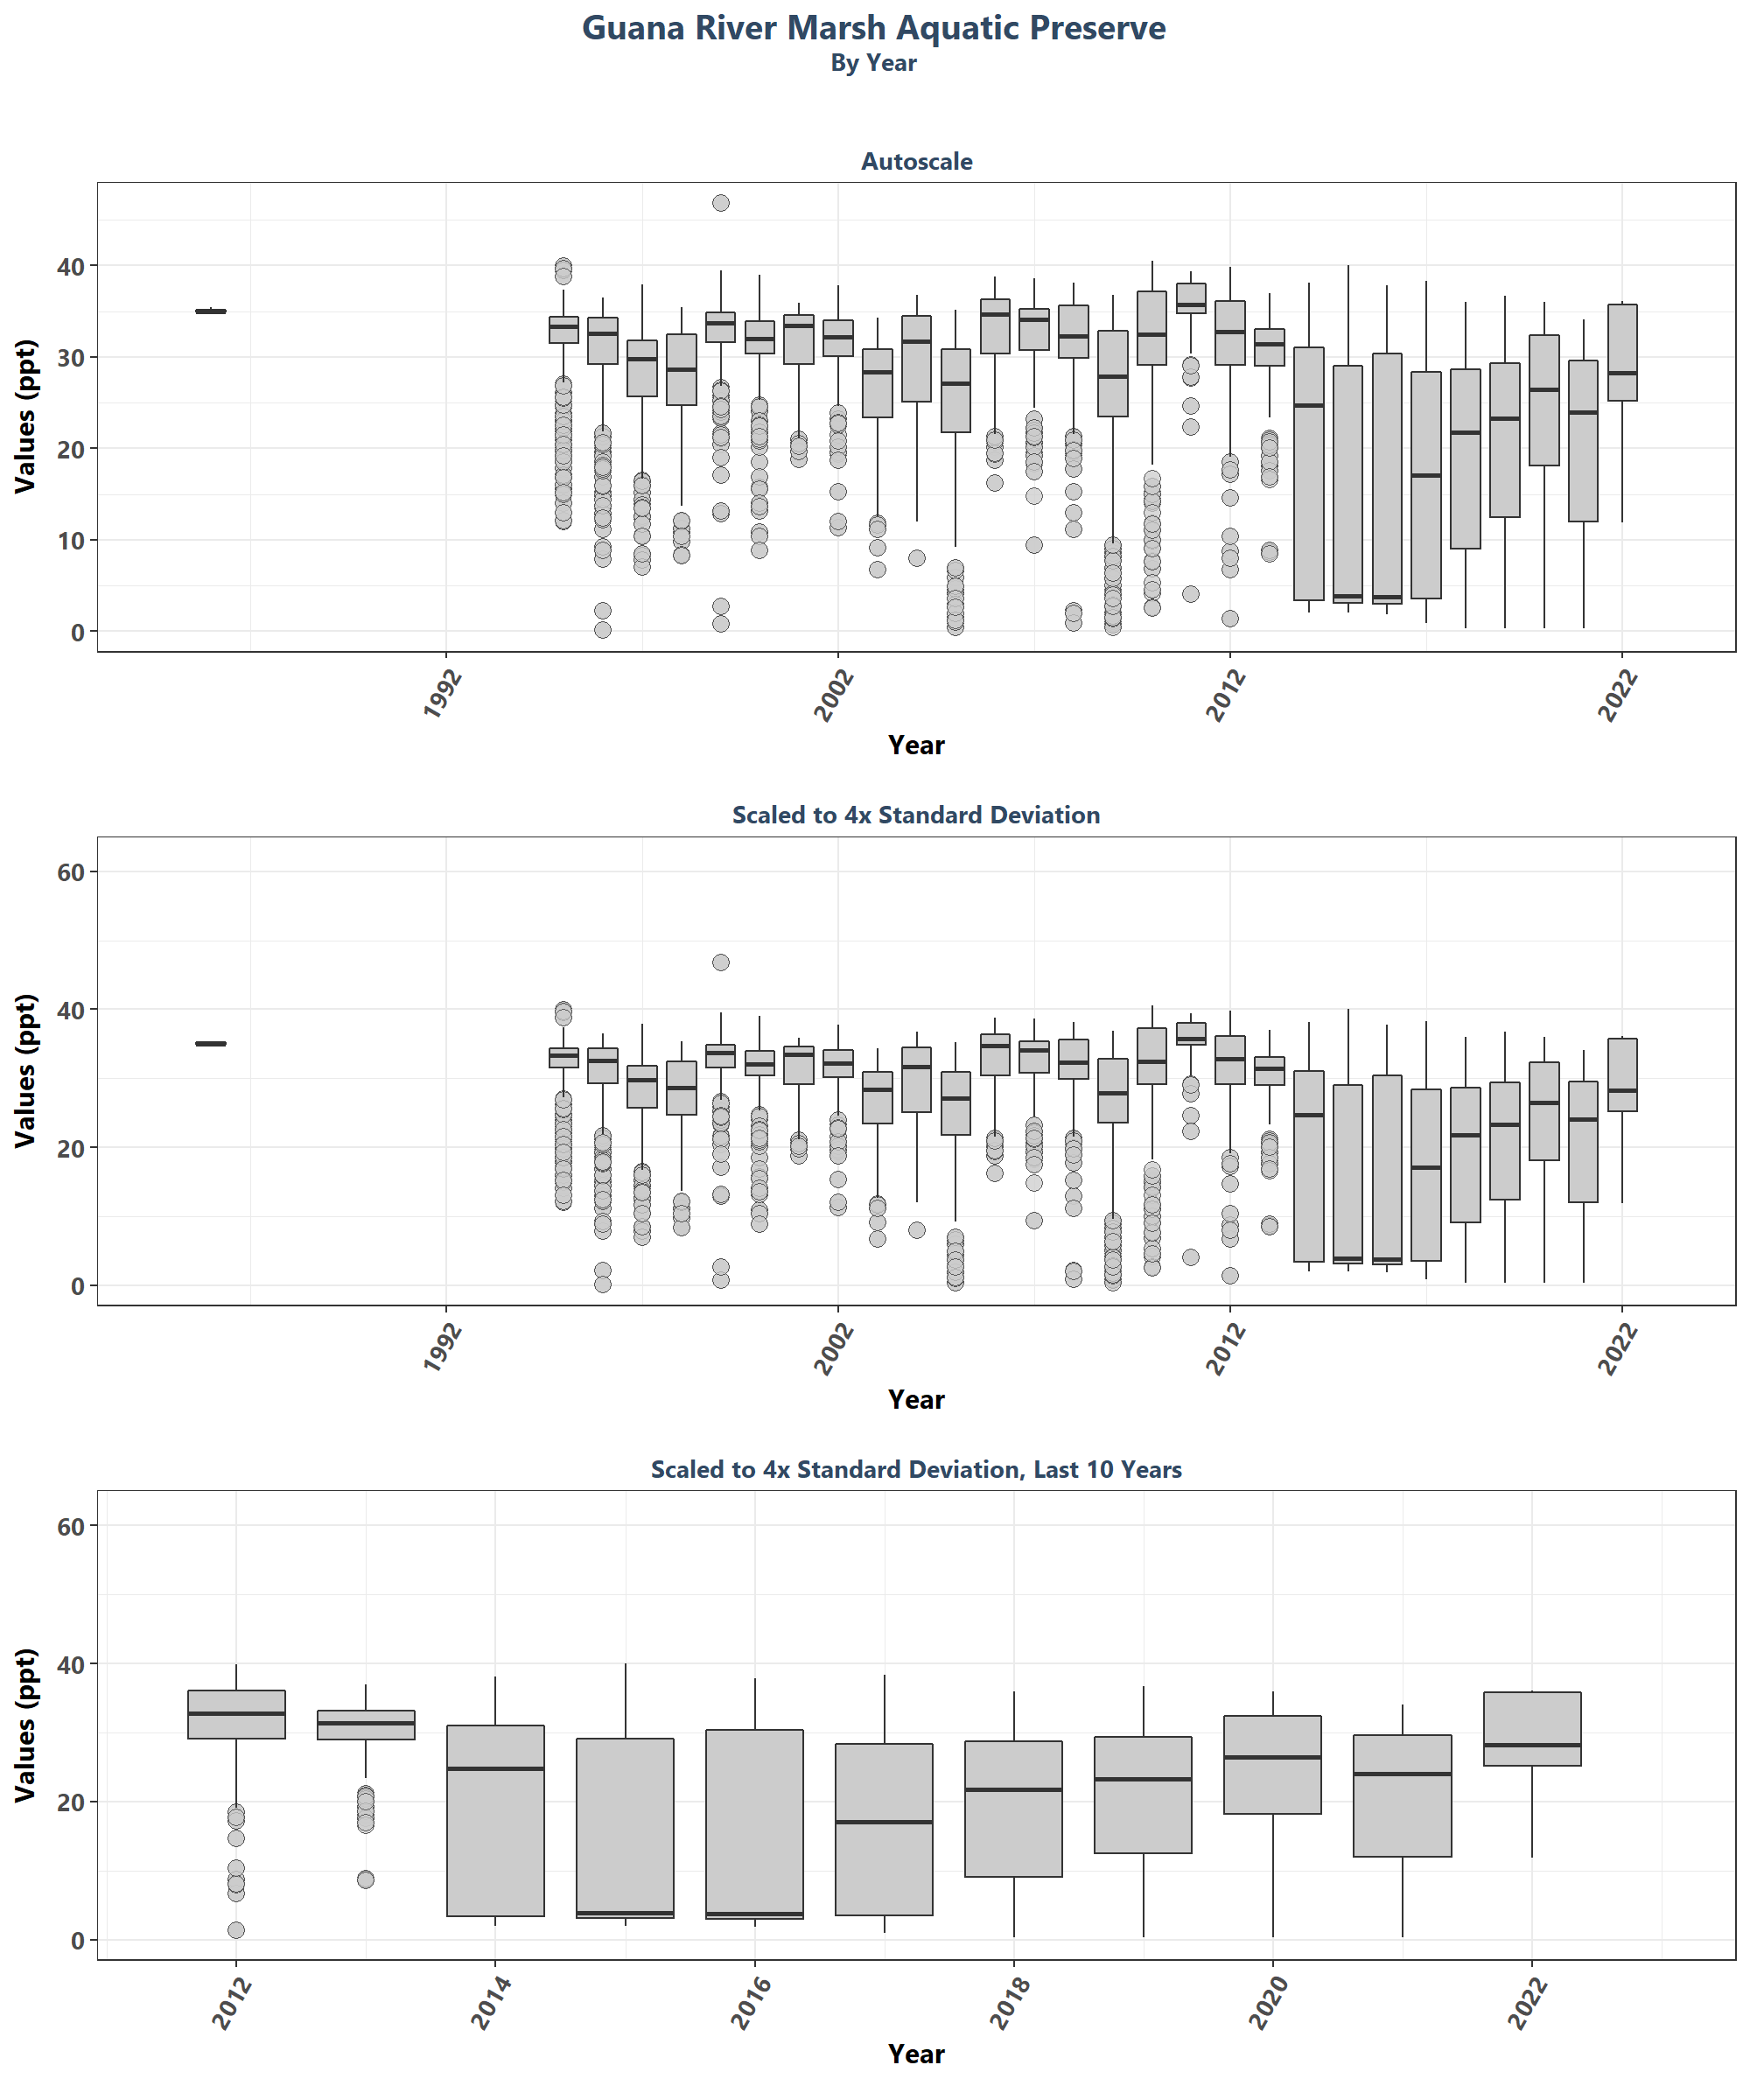 Guana River Marsh Aquatic Preserve
By Year
Autoscale
Values (ppt)
40
30
20
10
0
1992
2002
2012
2022
Year
Scaled to 4x Standard Deviation
Values (ppt)
60
40
20
0
1992
2002
2012
2022
Year
Scaled to 4x Standard Deviation, Last 10 Years
Values (ppt)
60
40
20
0
2012
2014
2016
2018
2020
2022
Year